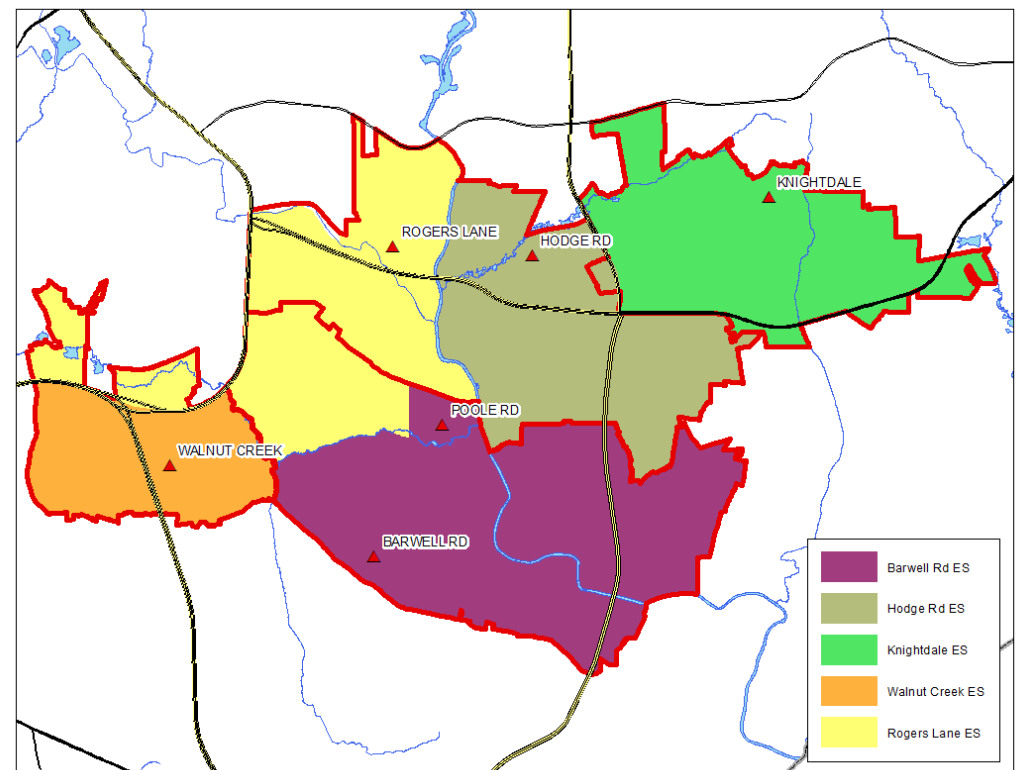 KNIGHTDALE
ROGERS LANE
HODGE RD
POOLE RD
WALNUT CREEK
BARWELL RD
Barwell Rd ES
Hodge Rd ES
Knightdale ES
Walnut Creek ES
Rogers Lane ES